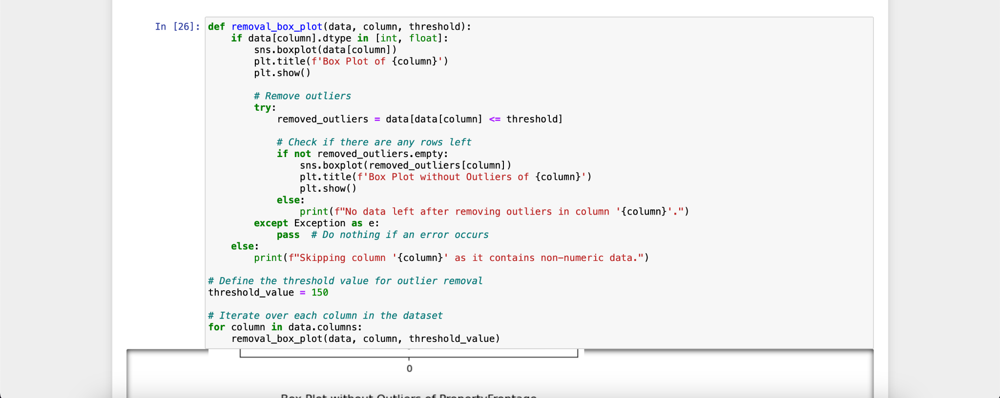 In [26]: def removal_box_plot(data, column, threshold):
    if data[column].dtype in [int, float]:
        sns.boxplot(data[column])
        plt.title(f'Box Plot of {column}')
        plt.show()

        # Remove outliers
        try:
            removed_outliers = data[data[column] <= threshold]

            # Check if there are any rows left
            if not removed_outliers.empty:
                sns.boxplot(removed_outliers[column])
                plt.title(f'Box Plot without Outliers of {column}')
                plt.show()
            else:
                print(f"No data left after removing outliers in column '{column}'.")
        except Exception as e:
            pass  # Do nothing if an error occurs
    else:
        print(f"Skipping column '{column}' as it contains non-numeric data.")

# Define the threshold value for outlier removal
threshold_value = 150

# Iterate over each column in the dataset
for column in data.columns:
    removal_box_plot(data, column, threshold_value)
0
Box Plot without Outliers of PropertyFrontage